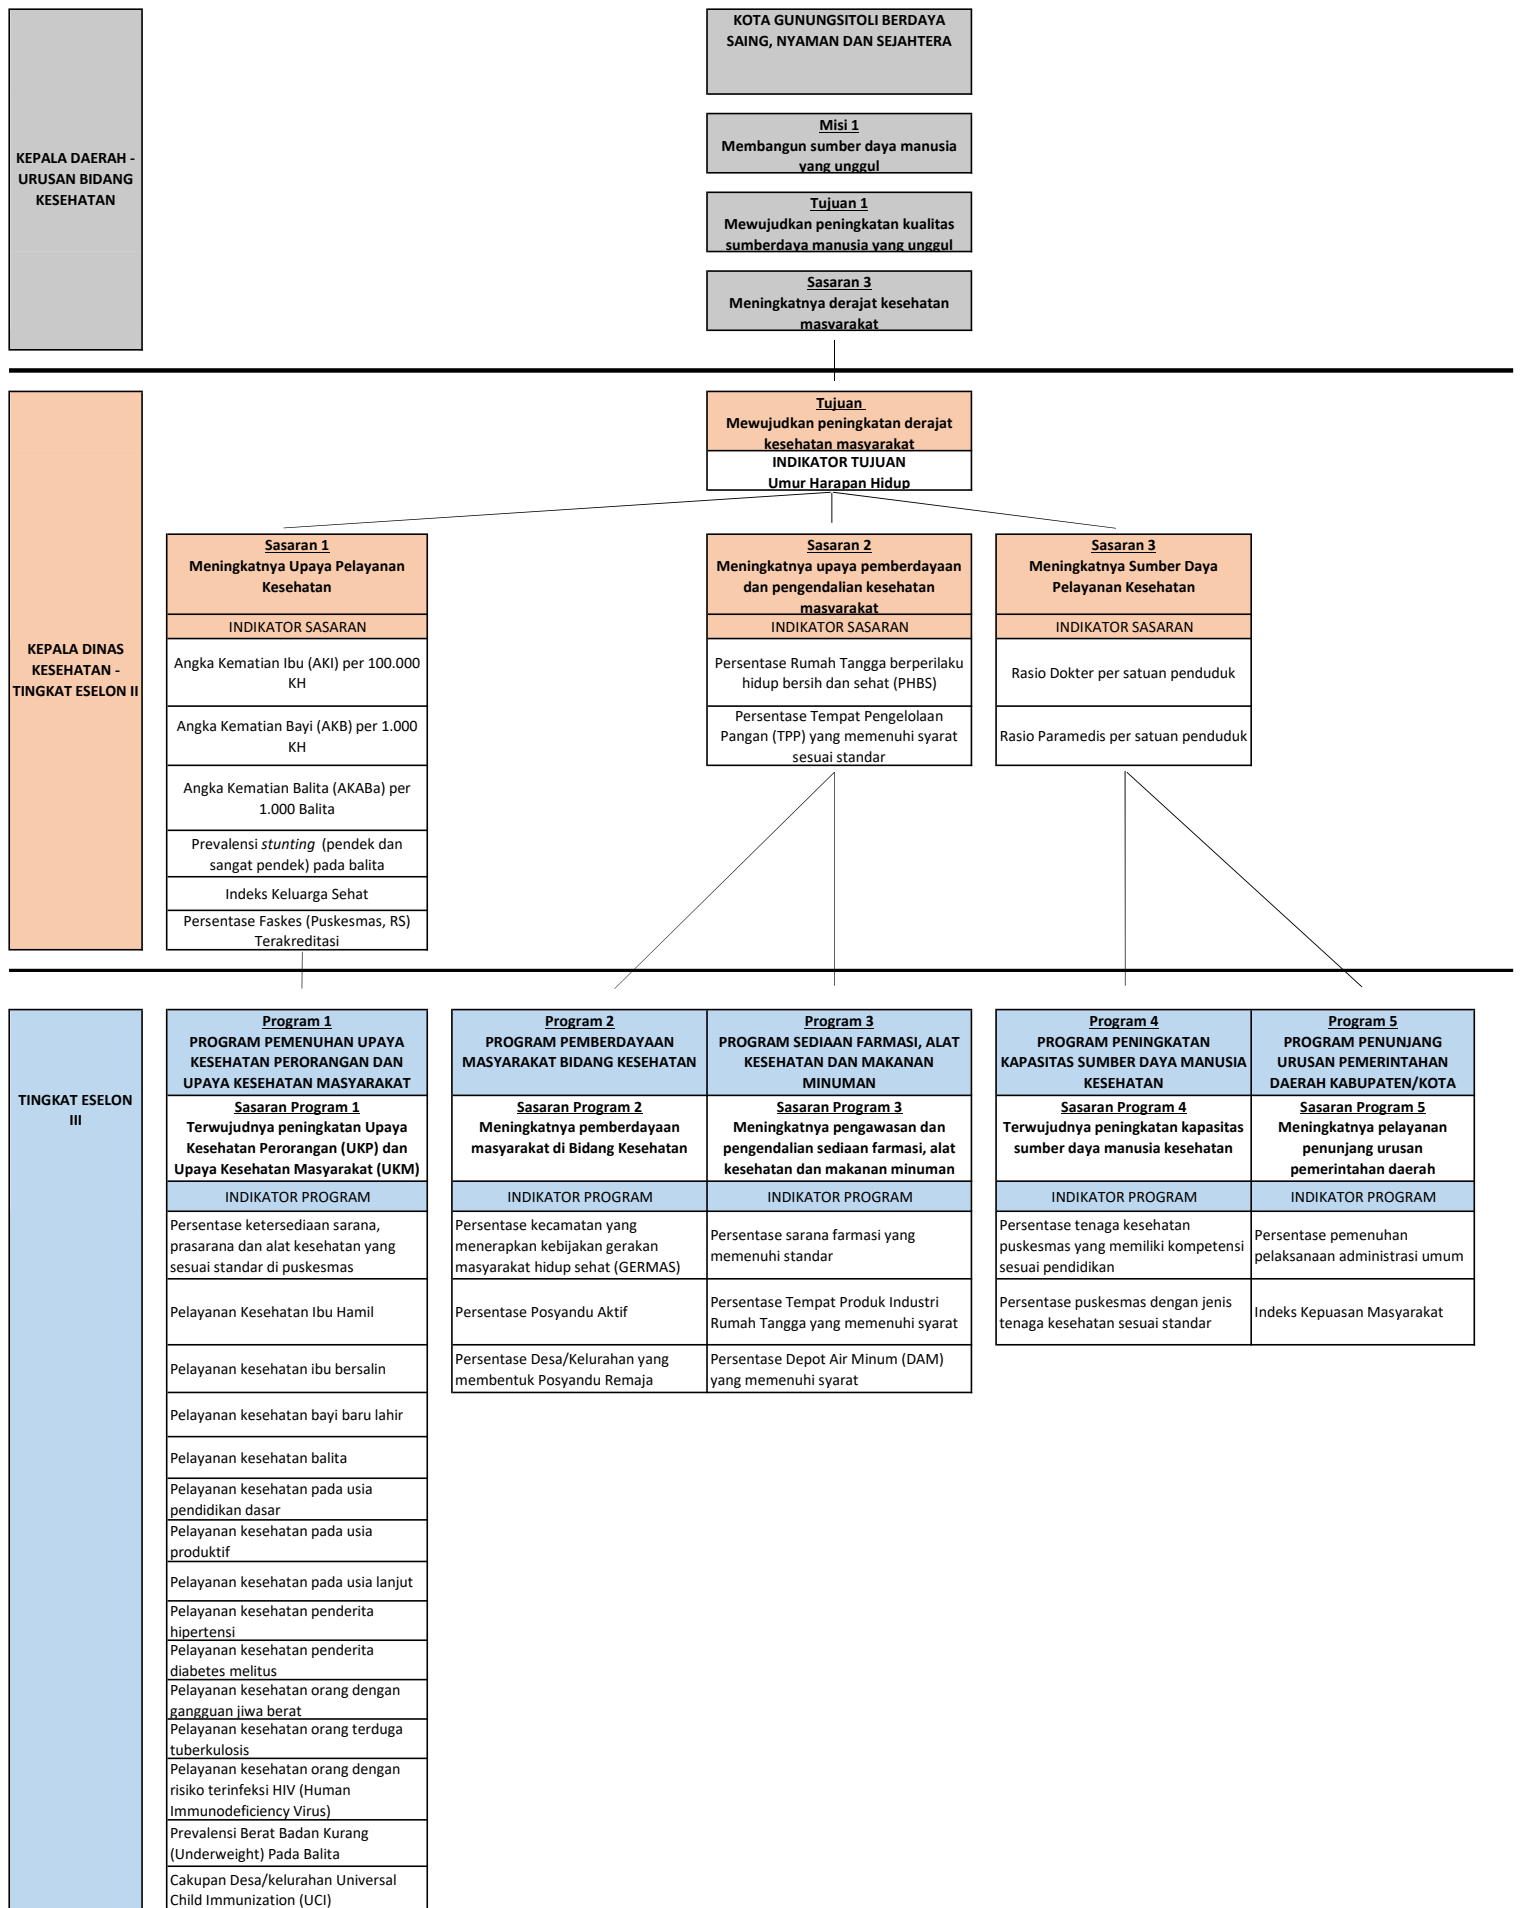 KEPALA DAERAH -
URUSAN BIDANG
KESEHATAN
KOTA GUNUNGSITOLI BERDAYA
SAING, NYAMAN DAN SEJAHTERA
Misi 1
Membangun sumber daya manusia
yang unggul
Tujuan 1
Mewujudkan peningkatan kualitas
sumberdaya manusia yang unggul
Sasaran 3
Meningkatnya derajat kesehatan
masyarakat
KEPALA DINAS
KESEHATAN -
TINGKAT ESELON II
Tujuan
Mewujudkan peningkatan derajat
kesehatan masyarakat
INDIKATOR TUJUAN
Umur Harapan Hidup
Sasaran 1
Meningkatnya Upaya Pelayanan
Kesehatan
INDIKATOR SASARAN
Angka Kematian Ibu (AKI) per 100.000
KH
Angka Kematian Bayi (AKB) per 1.000
KH
Angka Kematian Balita (AKABa) per
1.000 Balita
Prevalensi stunting (pendek dan
sangat pendek) pada balita
Indeks Keluarga Sehat
Persentase Faskes (Puskesmas, RS)
Terakreditasi
Sasaran 2
Meningkatnya upaya pemberdayaan
dan pengendalian kesehatan
masyarakat
INDIKATOR SASARAN
Persentase Rumah Tangga berperilaku
hidup bersih dan sehat (PHBS)
Persentase Tempat Pengelolaan
Pangan (TPP) yang memenuhi syarat
sesuai standar
Sasaran 3
Meningkatnya Sumber Daya
Pelayanan Kesehatan
INDIKATOR SASARAN
Rasio Dokter per satuan penduduk
Rasio Paramedis per satuan penduduk
TINGKAT ESELON
III
Program 1
PROGRAM PEMENUHAN UPAYA
KESEHATAN PERORANGAN DAN
UPAYA KESEHATAN MASYARAKAT
Sasaran Program 1
Terwujudnya peningkatan Upaya
Kesehatan Perorangan (UKP) dan
Upaya Kesehatan Masyarakat (UKM)
INDIKATOR PROGRAM
Persentase ketersediaan sarana,
prasarana dan alat kesehatan yang
sesuai standar di puskesmas
Pelayanan Kesehatan Ibu Hamil
Pelayanan kesehatan ibu bersalin
Pelayanan kesehatan bayi baru lahir
Pelayanan kesehatan balita
Pelayanan kesehatan pada usia
pendidikan dasar
Pelayanan kesehatan pada usia
produktif
Pelayanan kesehatan pada usia lanjut
Pelayanan kesehatan penderita
hipertensi
Pelayanan kesehatan penderita
diabetes melitus
Pelayanan kesehatan orang dengan
gangguan jiwa berat
Pelayanan kesehatan orang terduga
tuberkulosis
Pelayanan kesehatan orang dengan
risiko terinfeksi HIV (Human
Immunodeficiency Virus)
Prevalensi Berat Badan Kurang
(Underweight) Pada Balita
Cakupan Desa/kelurahan Universal
Child Immunization (UCI)
Program 2
PROGRAM PEMBERDAYAAN
MASYARAKAT BIDANG KESEHATAN
Sasaran Program 2
Meningkatnya pemberdayaan
masyarakat di Bidang Kesehatan
INDIKATOR PROGRAM
Persentase kecamatan yang
menerapkan kebijakan gerakan
masyarakat hidup sehat (GERMAS)
Persentase Posyandu Aktif
Persentase Desa/Kelurahan yang
membentuk Posyandu Remaja
Program 3
PROGRAM SEDIAAN FARMASI, ALAT
KESEHATAN DAN MAKANAN
MINUMAN
Sasaran Program 3
Meningkatnya pengawasan dan
pengendalian sediaan farmasi, alat
kesehatan dan makanan minuman
INDIKATOR PROGRAM
Persentase sarana farmasi yang
memenuhi standar
Persentase Tempat Produk Industri
Rumah Tangga yang memenuhi syarat
Persentase Depot Air Minum (DAM)
yang memenuhi syarat
Program 4
PROGRAM PENINGKATAN
KAPASITAS SUMBER DAYA MANUSIA
KESEHATAN
Sasaran Program 4
Terwujudnya peningkatan kapasitas
sumber daya manusia kesehatan
INDIKATOR PROGRAM
Persentase tenaga kesehatan
puskesmas yang memiliki kompetensi
sesuai pendidikan
Persentase puskesmas dengan jenis
tenaga kesehatan sesuai standar
Program 5
PROGRAM PENUNJANG
URUSAN PEMERINTAHAN
DAERAH KABUPATEN/KOTA
Sasaran Program 5
Meningkatnya pelayanan
penunjang urusan
pemerintahan daerah
INDIKATOR PROGRAM
Persentase pemenuhan
pelaksanaan administrasi umum
Indeks Kepuasan Masyarakat